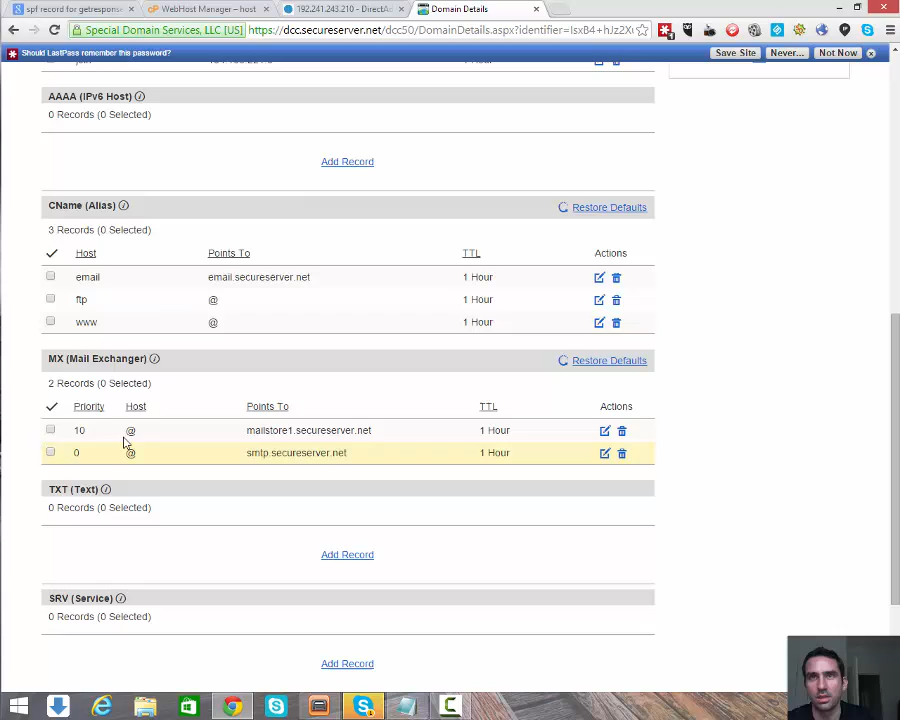 spf record for getrespons
WebHost Manager – host
192.241.243.210 – DirectA
Domain Details
Special Domain Services, LLC [US]
https://dcc.secureserver.net/dcc50/DomainDetails.aspx?identifier=IsxB4+hJz2X
Should LastPass remember this password?
Save Site
Never...
Not Now
AAAA (IPv6 Host)
0 Records (0 Selected)
Add Record
CName (Alias)
Restore Defaults
3 Records (0 Selected)
Host Points To TTL Actions
email email.secureserver.net 1 Hour
ftp @ 1 Hour
www @ 1 Hour
MX (Mail Exchanger)
Restore Defaults
2 Records (0 Selected)
Priority Host Points To TTL Actions
10 @ mailstore1.secureserver.net 1 Hour
0 @ smtp.secureserver.net 1 Hour
TXT (Text)
0 Records (0 Selected)
Add Record
SRV (Service)
0 Records (0 Selected)
Add Record